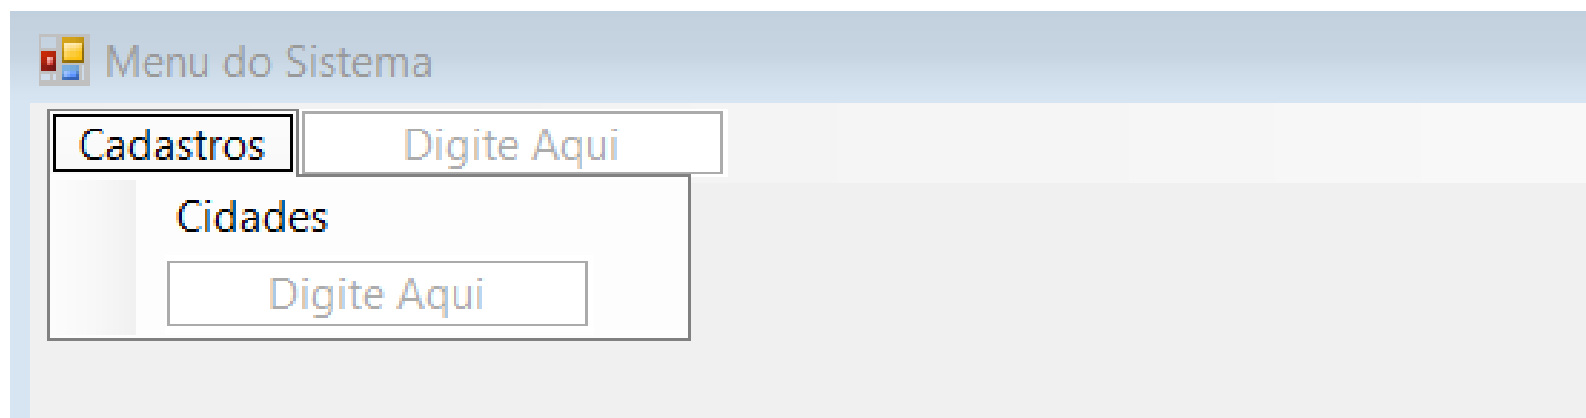 Menu do Sistema
Cadastros Digite Aqui
Cidades
Digite Aqui